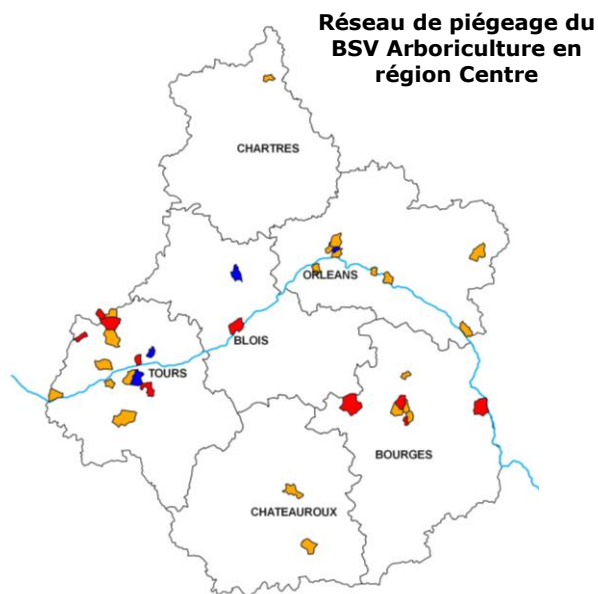 Réseau de piégeage du
BSV Arboriculture en
région Centre
CHARTRES
ORLEANS
BLOIS
TOURS
BOURGES
CHATEAUROUX